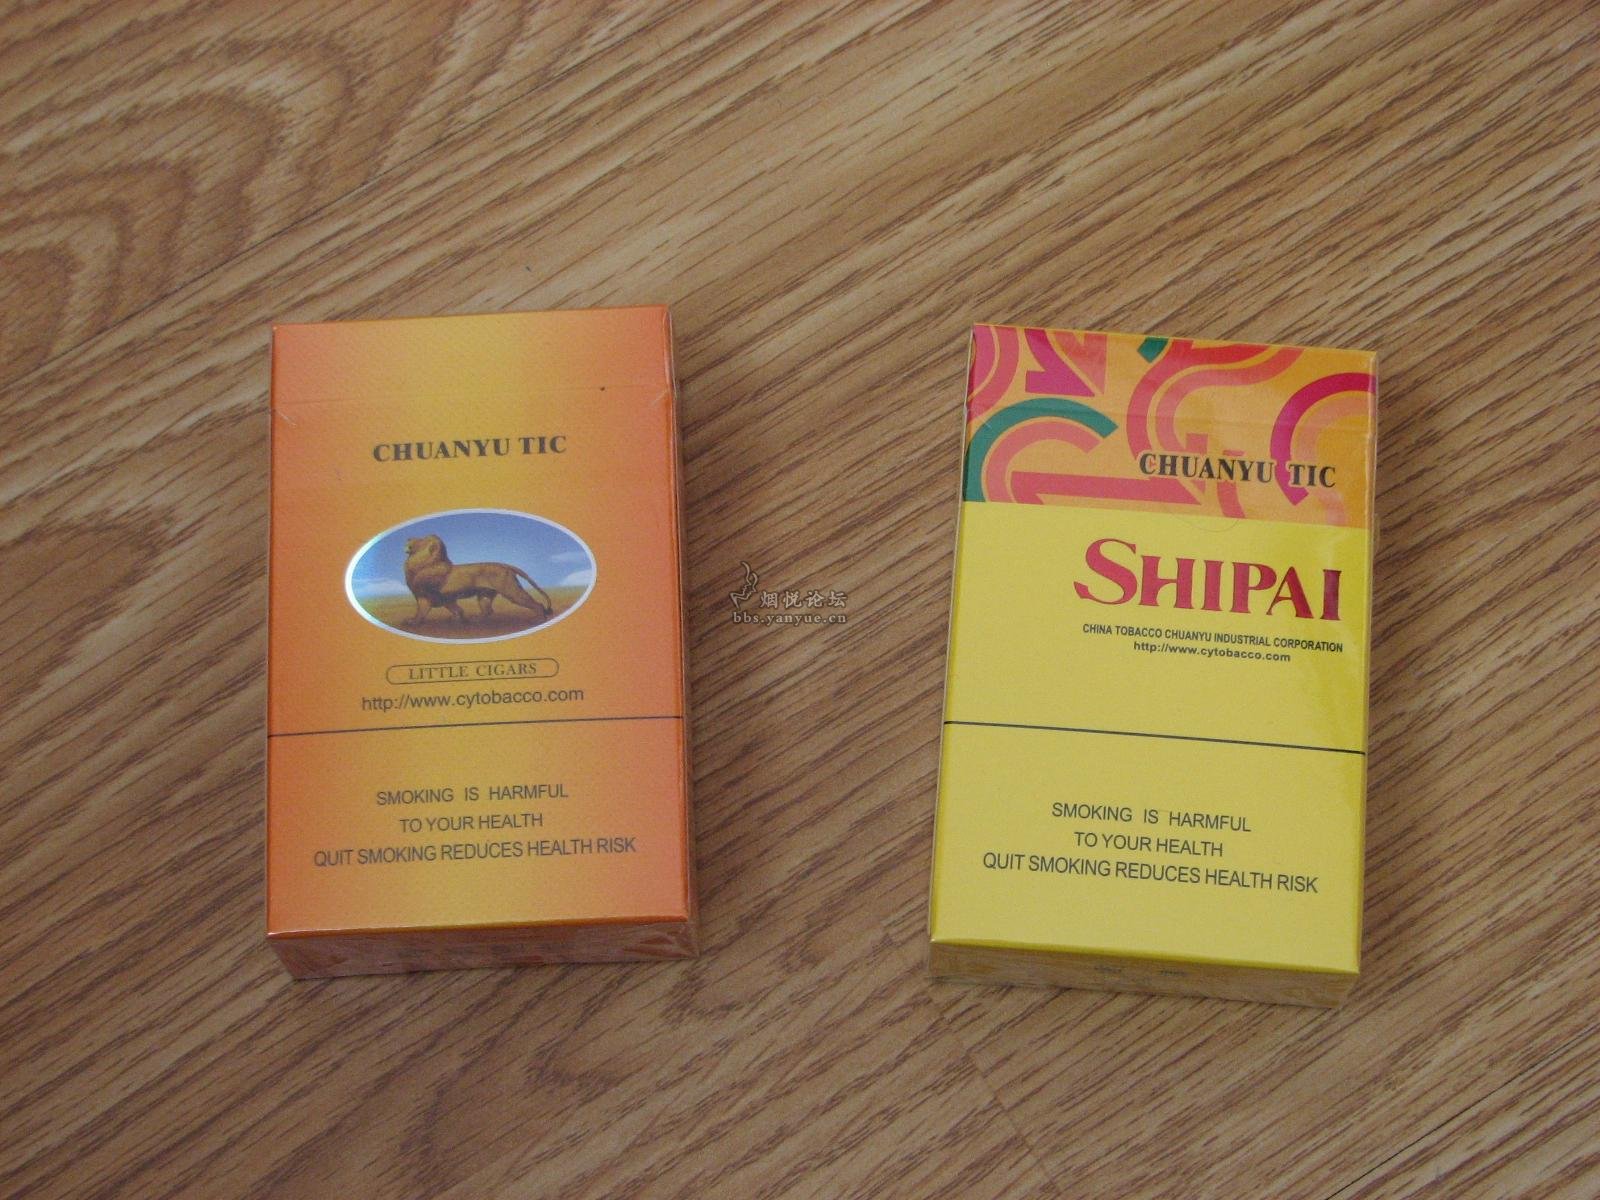 CHUANYU TIC
LITTLE CIGARS
http://www.cytobacco.com
SMOKING IS HARMFUL
TO YOUR HEALTH
QUIT SMOKING REDUCES HEALTH RISK
烟悦论坛
bbs.yanyue.cn
CHUANYU TIC
SHIPAI
CHINA TOBACCO CHUANYU INDUSTRIAL CORPORATION
http://www.cytobacco.com
SMOKING IS HARMFUL
TO YOUR HEALTH
QUIT SMOKING REDUCES HEALTH RISK